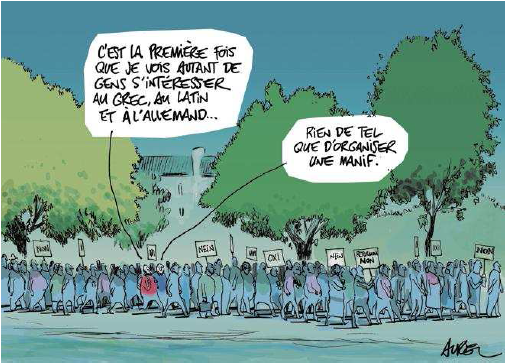 C'EST LA PREMIÈRE FOIS
QUE JE VOIS AUTANT DE
GENS S'INTÉRESSER
AU GREC, AU LATIN
ET À L'ALLEMAND...
RIEN DE TEL
QUE D'ORGANISER
UNE MANIF.
NON
NEIN
OXI
NEIN
NON
NON
AUREL